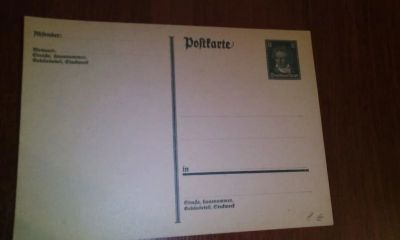 Absender:
Wohnort:
Straße, Hausnummer,
Gebäudeteil, Stockwerk
Postkarte
in
Straße, Hausnummer,
Gebäudeteil, Stockwerk